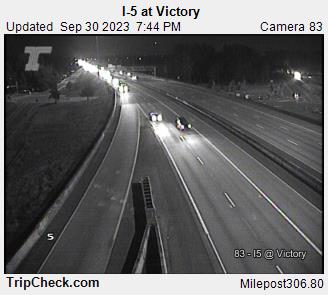 I-5 at Victory
Updated Sep 30 2023 7:44 PM Camera 83
T
S
83 - I5 @ Victory
TripCheck.com Milepost306.80